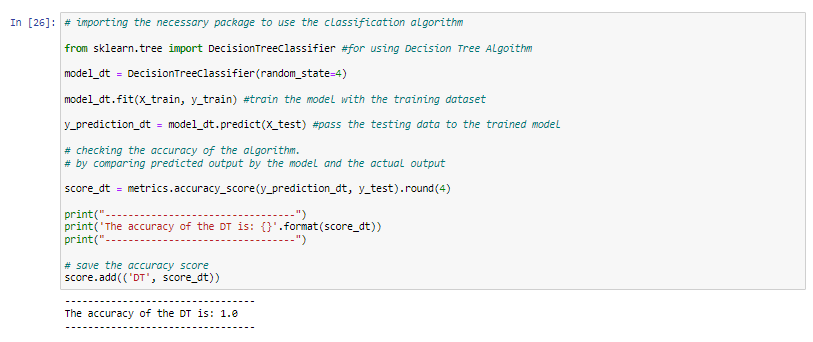 In [26]: # importing the necessary package to use the classification algorithm
from sklearn.tree import DecisionTreeClassifier #for using Decision Tree Algoithm
model_dt = DecisionTreeClassifier(random_state=4)
model_dt.fit(X_train, y_train) #train the model with the training dataset
y_prediction_dt = model_dt.predict(X_test) #pass the testing data to the trained model
# checking the accuracy of the algorithm.
# by comparing predicted output by the model and the actual output
score_dt = metrics.accuracy_score(y_prediction_dt, y_test).round(4)
print("---------------------------------")
print('The accuracy of the DT is: {}'.format(score_dt))
print("---------------------------------")
# save the accuracy score
score.add(('DT', score_dt))
---------------------------------
The accuracy of the DT is: 1.0
---------------------------------